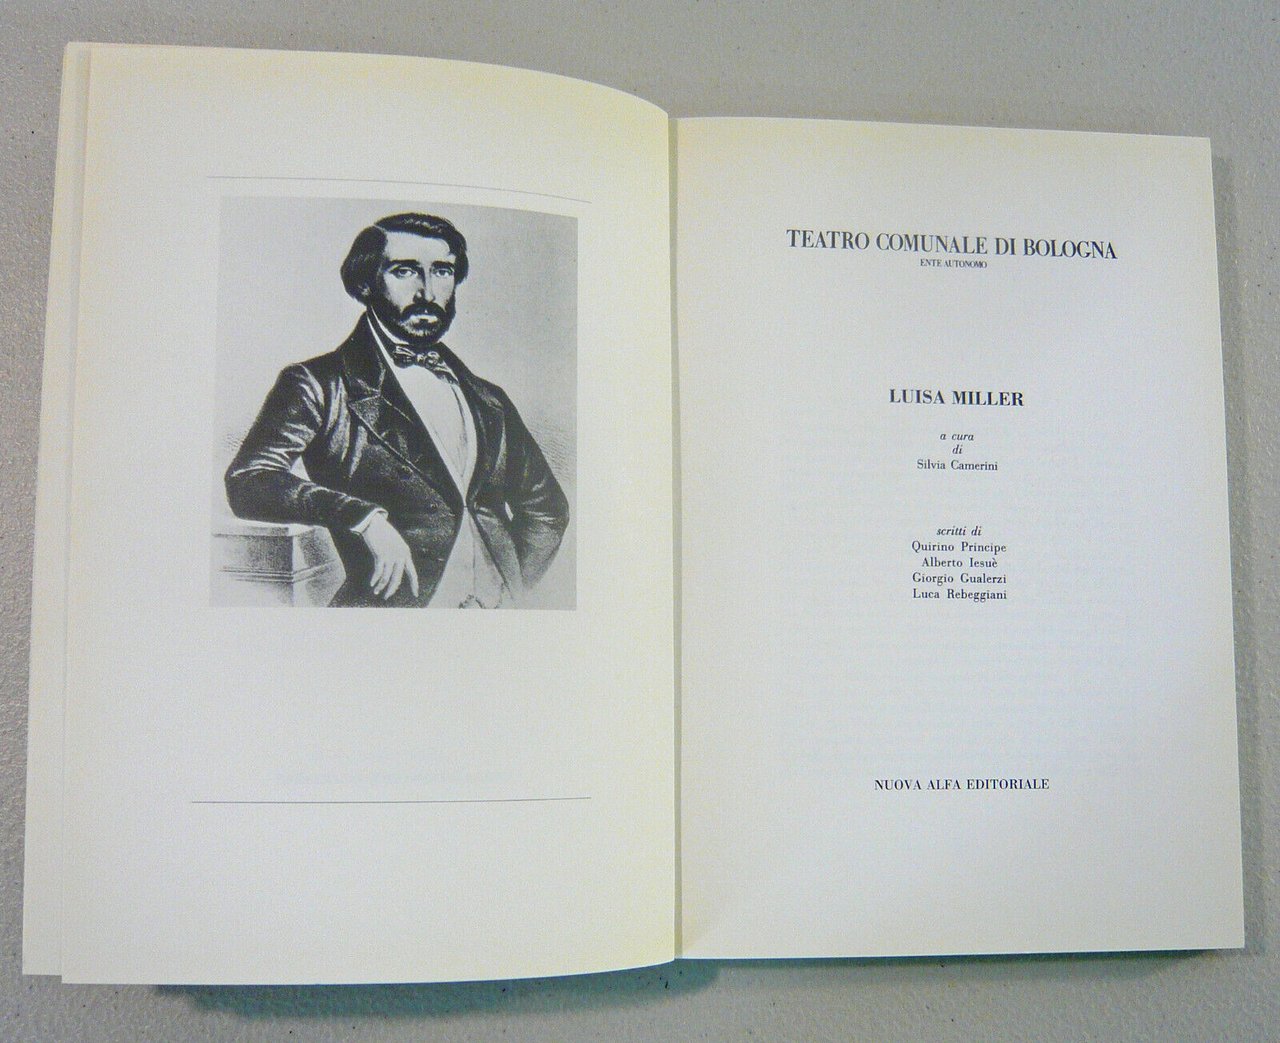 TEATRO COMUNALE DI BOLOGNA
ENTE AUTONOMO
LUISA MILLER
a cura
di
Silvia Camerini
scritti di
Quirino Principe
Alberto Iesuè
Giorgio Gualerzi
Luca Rebeggiani
NUOVA ALFA EDITORIALE